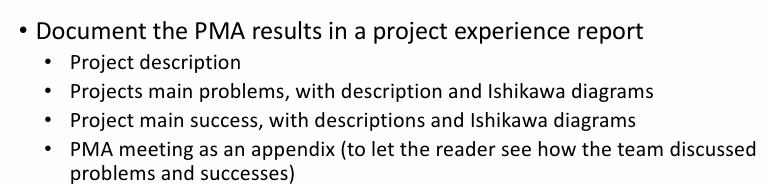 • Document the PMA results in a project experience report
• Project description
• Projects main problems, with description and Ishikawa diagrams
• Project main success, with descriptions and Ishikawa diagrams
• PMA meeting as an appendix (to let the reader see how the team discussed
problems and successes)